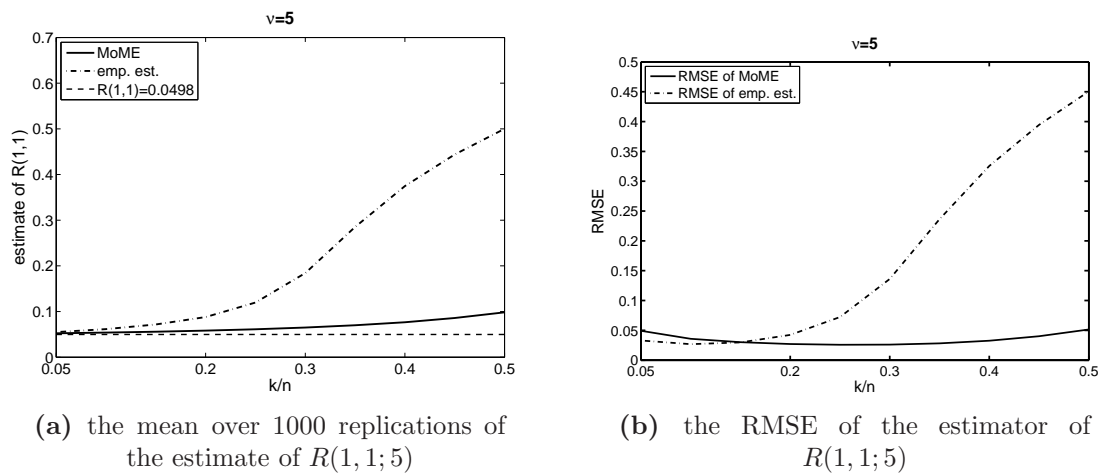 ν=5
0.7
0.6
0.5
0.4
0.3
0.2
0.1
0
estimate of R(1,1)
MoME
emp. est.
R(1,1)=0.0498
0.05
0.2
0.3
0.4
0.5
k/n
(a) the mean over 1000 replications of
the estimate of R(1, 1; 5)
ν=5
0.5
0.45
0.4
0.35
0.3
0.25
0.2
0.15
0.1
0.05
0
RMSE
RMSE of MoME
RMSE of emp. est.
0.05
0.2
0.3
0.4
0.5
k/n
(b) the RMSE of the estimator of
R(1, 1; 5)